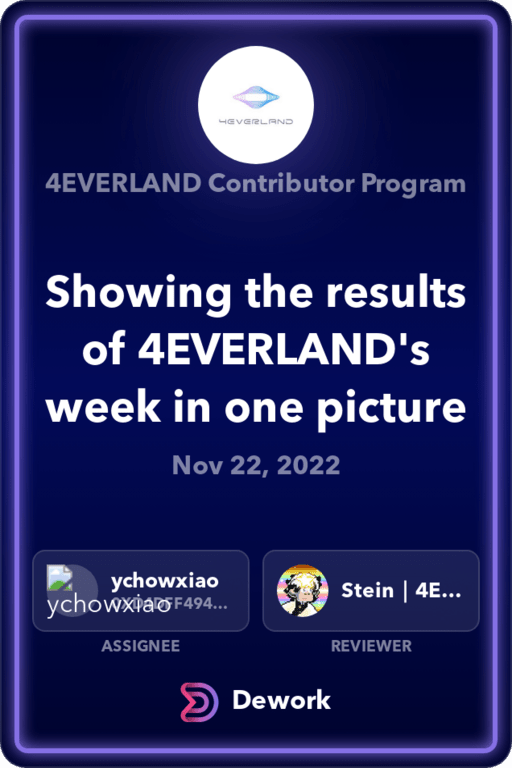 4EVERLAND
4EVERLAND Contributor Program
Showing the results
of 4EVERLAND's
week in one picture
Nov 22, 2022
ychowxiao
ychowxiao
Stein | 4E...
ASSIGNEE
REVIEWER
Dework